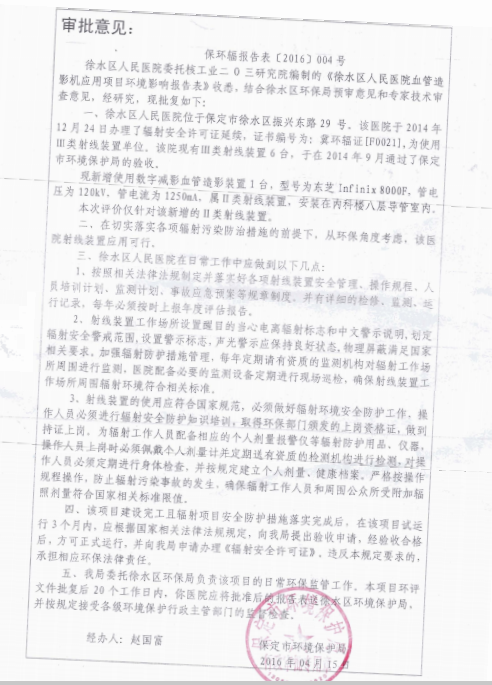 审批意见：
保环辐报告表〔2016〕004 号
徐水区人民医院委托核工业二 0 三研究院编制的《徐水区人民医院血管造
影机应用项目环境影响报告表》收悉，结合徐水区环保局预审意见和专家技术审
查意见，经研究，现批复如下：
一、徐水区人民医院位于保定市徐水区振兴东路 29 号。该医院于 2014 年
12 月 24 日办理了辐射安全许可证延续，证书编号为：冀环辐证[F0021]，为使用
III类射线装置单位。该院现有III类射线装置 6 台，于在 2014 年 9 月通过了保定
市环境保护局的验收。
现新增使用数字减影血管造影装置 1 台，型号为东芝 Infinix 8000F，管电
压为 120kV，管电流为 1250mA，属 II 类射线装置，安装在内科楼八层导管室内。
本次评价仅针对该新增的 II 类射线装置。
二、在切实落实各项辐射污染防治措施的前提下，从环保角度考虑，该医
院射线装置应用可行。
三、徐水区人民医院在日常工作中应做到以下几点：
1、按照相关法律法规制定并落实好各项射线装置安全管理、操作规程、人
员培训计划、监测计划、事故应急预案等规章制度，并有详细的检修、监测、运
行记录。每年必须按时上报年度评估报告。
2、射线装置工作场所设置醒目的当心电离辐射标志和中文警示说明，划定
辐射安全警戒范围，设置警示标志，声光警示应保持良好状态，物理屏蔽满足国家
相关要求。加强辐射防护措施管理，每年定期请有资质的监测机构对辐射工作场
所周围进行监测，医院配备必要的监测设备定期进行现场巡检，确保射线装置工
作场所周围辐射环境符合相关标准。
3、射线装置的使用应符合国家规范，必须做好辐射环境安全防护工作，操
作人员必须进行辐射安全防护知识培训，取得环保部门颁发的上岗资格证，做到
持证上岗。为辐射工作人员配备相应的个人剂量报警仪等辐射防护用品、仪器，
操作人员上岗时必须佩戴个人剂量计并定期送有资质的检测机构进行检测，对操
作人员必须定期进行身体检查，并按规定建立个人剂量、健康档案。严格按操作
规程操作，防止辐射污染事故的发生，确保辐射工作人员和周围公众所受附加辐
照剂量符合国家相关标准限值。
四、该项目建设完工且辐射项目安全防护措施落实完成后，在该项目试运
行 3 个月内，应根据国家相关法律法规规定，向我局提出验收申请，经验收合格
后，方可正式运行，并向我局申请办理《辐射安全许可证》。违反本规定要求的，
承担相应环保法律责任。
五、我局委托徐水区环保局负责该项目的日常环保监管工作。本项目环评
文件批复后 20 个工作日内，你医院应将批准后的报告表送徐水区环境保护局，
并按规定接受各级环境保护行政主管部门的监督检查。
经办人：赵国富
保定市环境保护局
2016 年 04 月 15 日